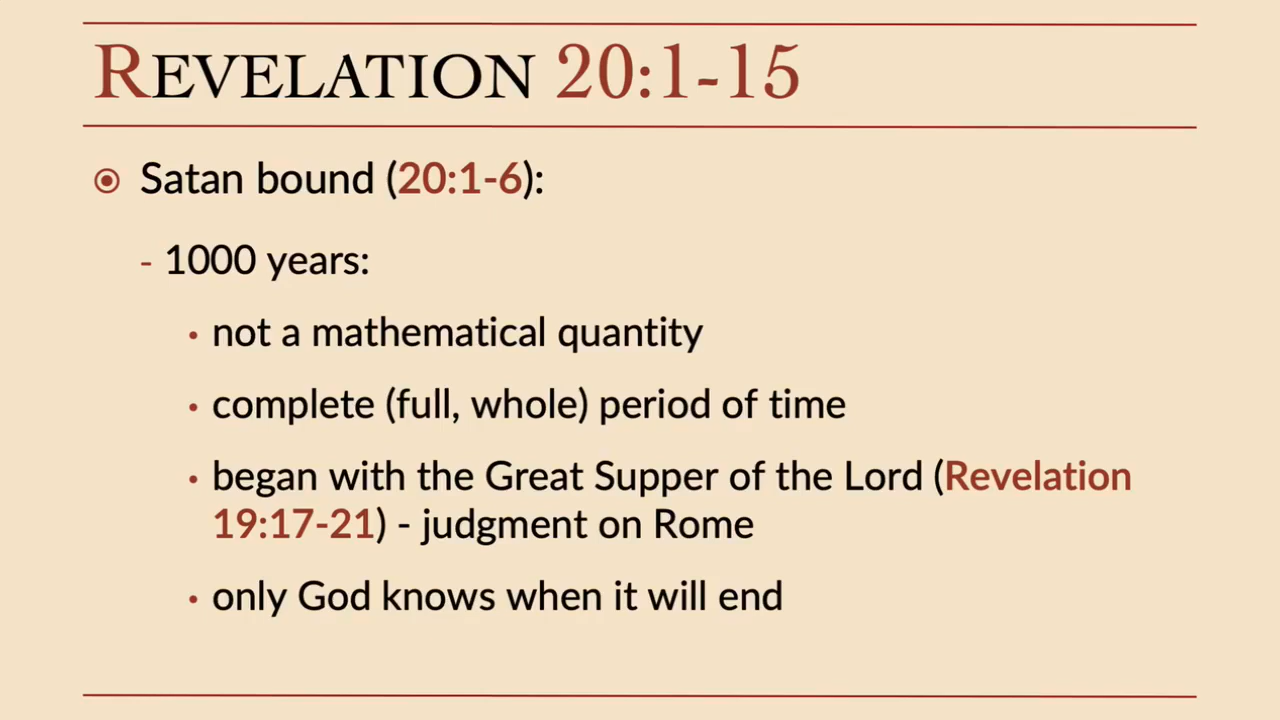 REVELATION 20:1-15
Satan bound (20:1-6):
- 1000 years:
• not a mathematical quantity
• complete (full, whole) period of time
• began with the Great Supper of the Lord (Revelation
19:17-21) - judgment on Rome
• only God knows when it will end